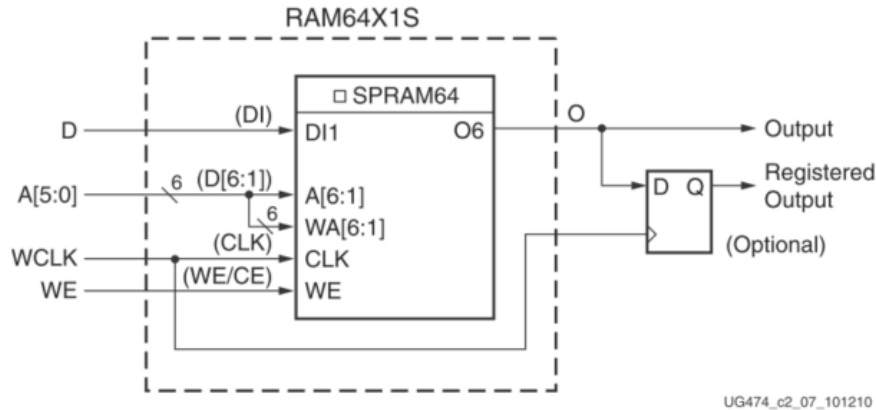 RAM64X1S
□ SPRAM64
D
(DI)
DI1
O6
O
Output
A[5:0]
6
(D[6:1])
A[6:1]
6
WA[6:1]
D Q
Registered
Output
(Optional)
WCLK
(CLK)
CLK
WE
(WE/CE)
WE
UG474_c2_07_101210